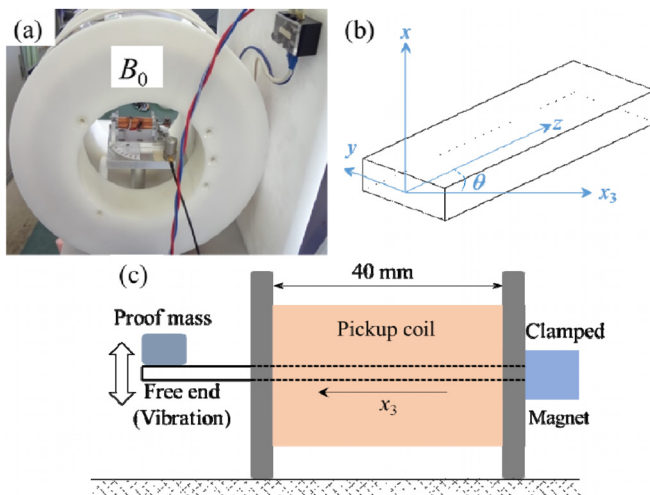 (a)
B₀
(b)
x
y
z
θ
x₃
(c)
40 mm
Proof mass
Pickup coil
Clamped
Free end
(Vibration)
x₃
Magnet